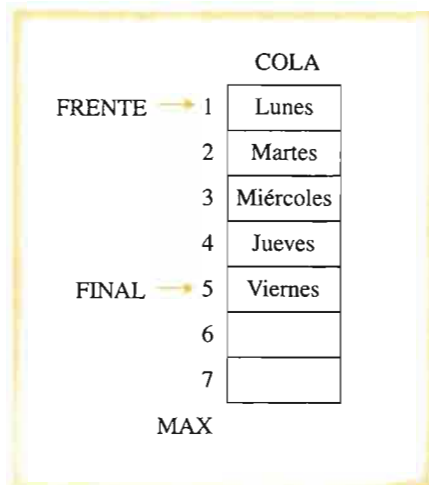 COLA
FRENTE → 1 Lunes
2 Martes
3 Miércoles
4 Jueves
FINAL → 5 Viernes
6
7
MAX